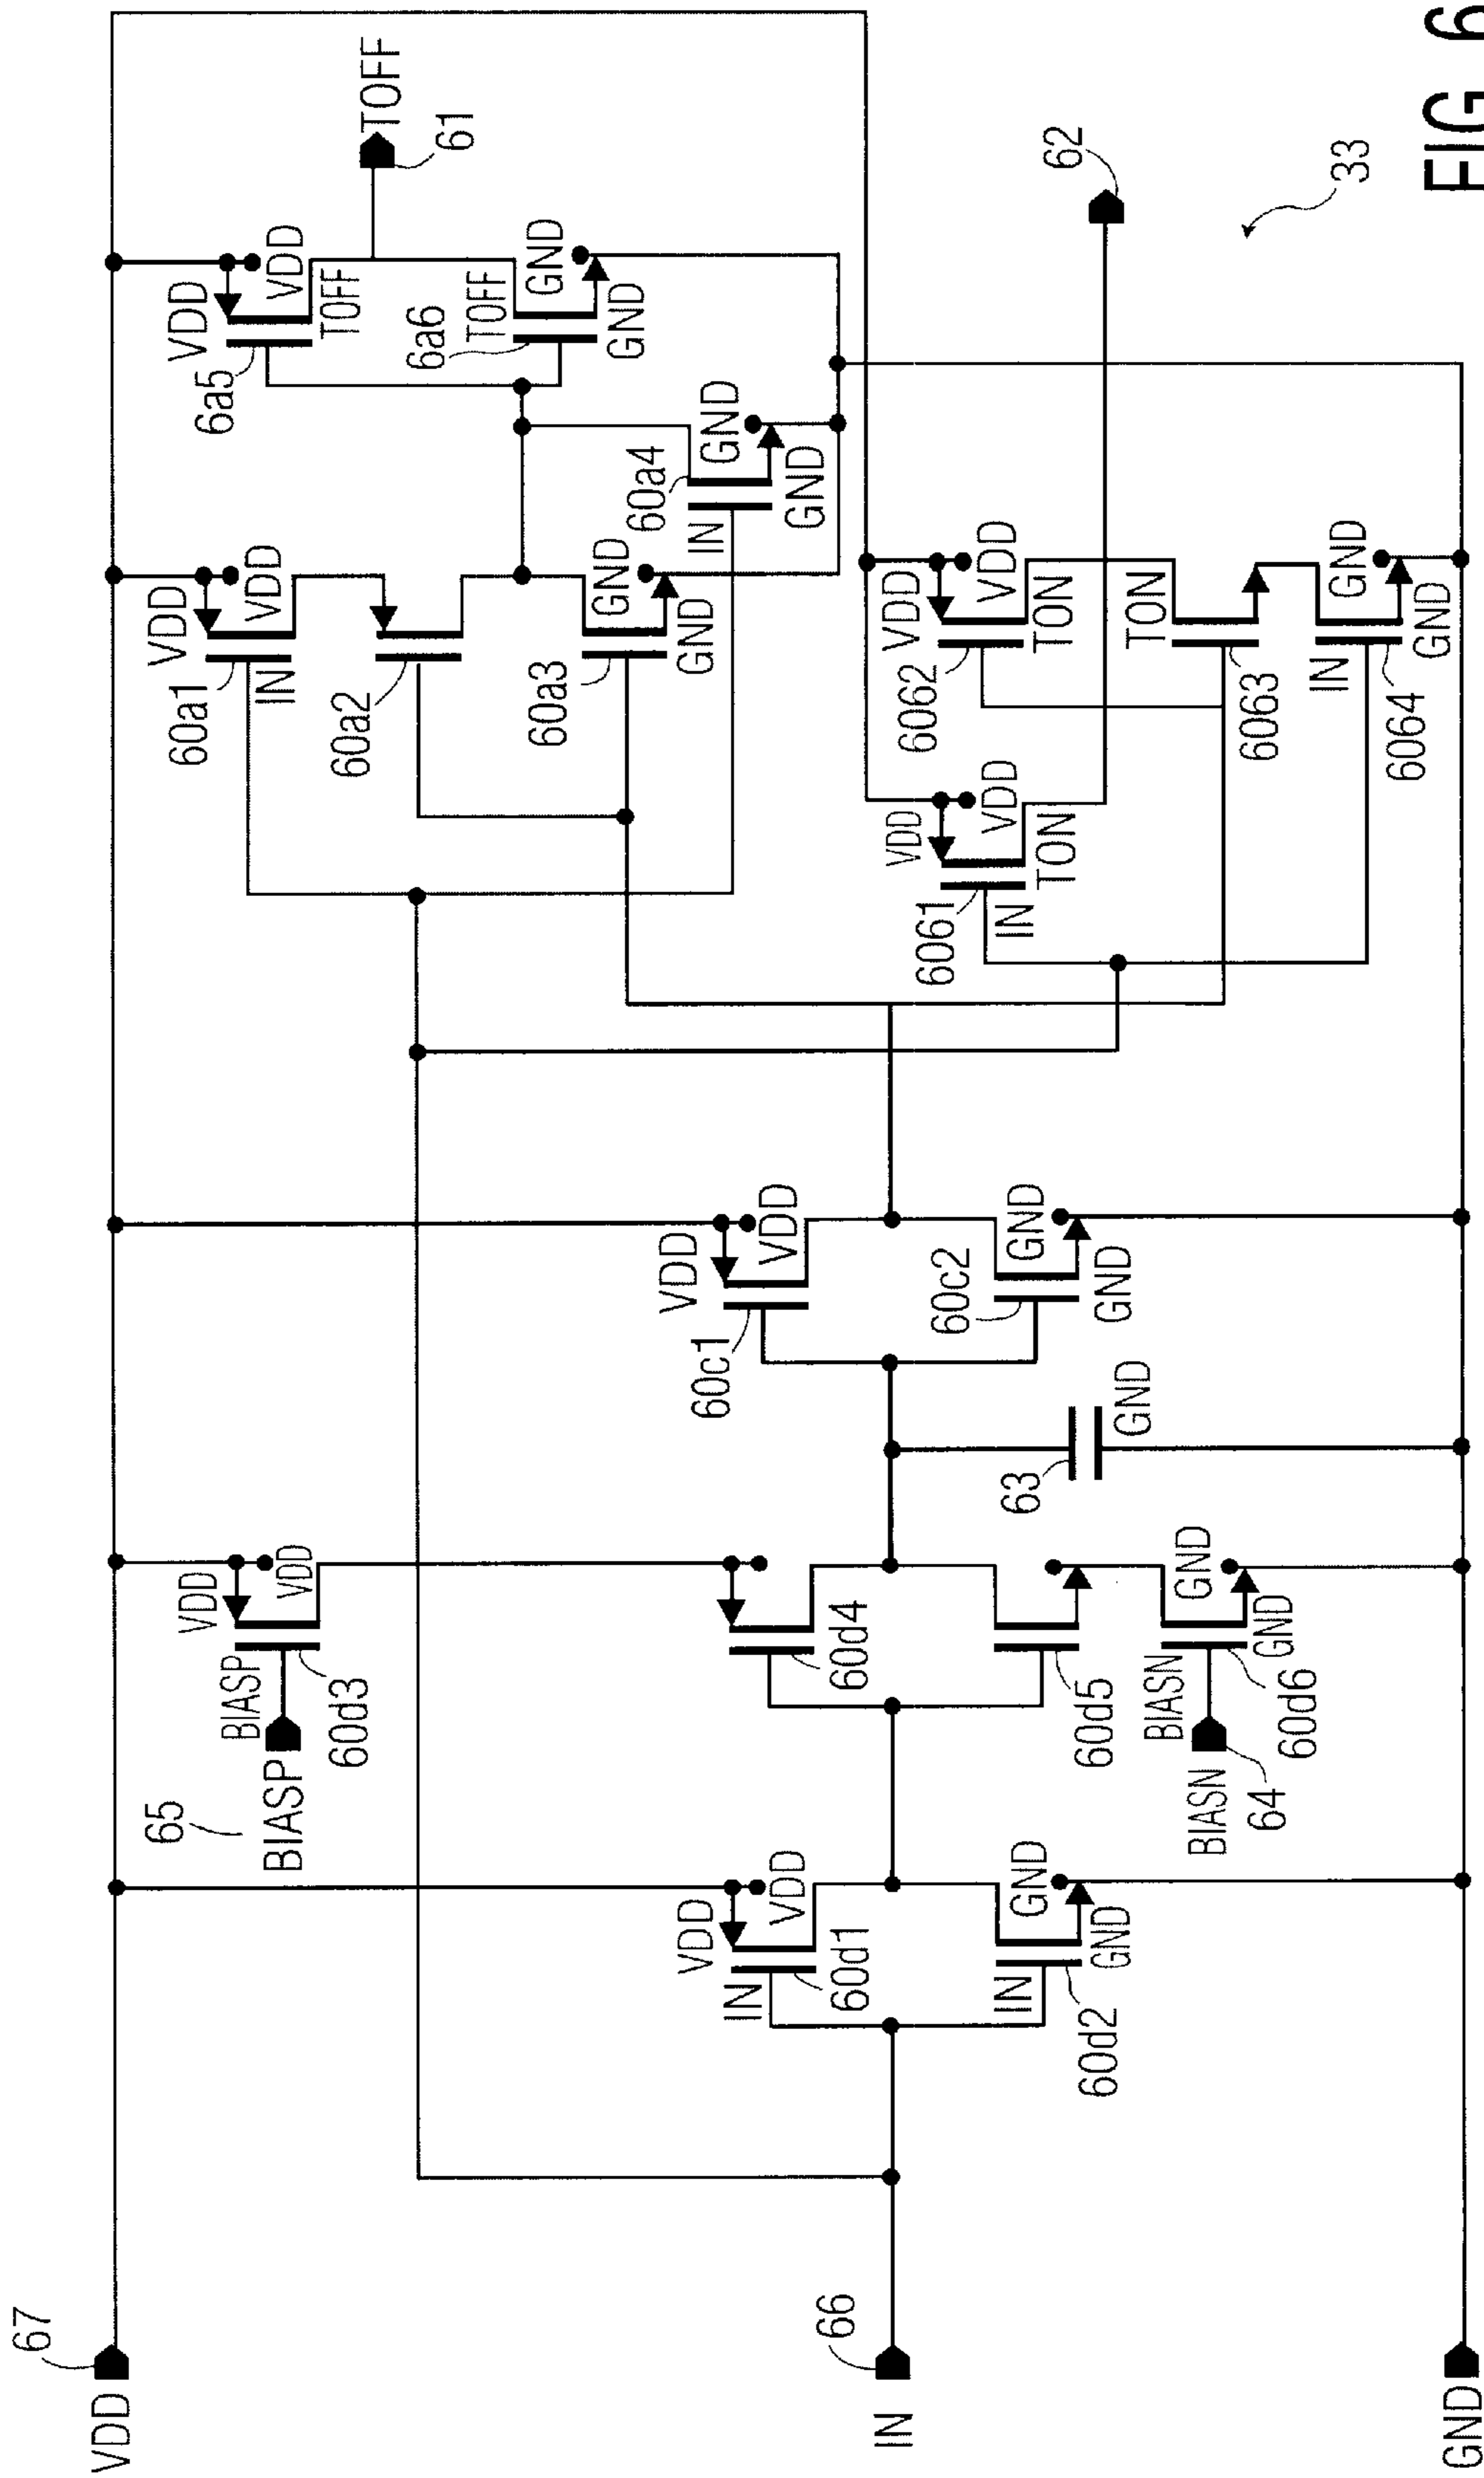 67
VDD
65
BIASP
BIASP
VDD
VDD
60d3
60a1
VDD
VDD
IN
60a2
6a5
VDD
VDD
TOFF
TOFF
61
6a6
TOFF
GND
GND
60a3
GND
GND
60a4
GND
IN
GND
66
IN
VDD
IN
VDD
60d1
60d4
VDD
VDD
60c1
60c2
GND
GND
VDD
6061
VDD
IN
TON
VDD
6062
VDD
TON
62
IN
GND
GND
60d2
60d5
63
GND
BIASN
BIASN
GND
GND
64
60d6
TON
6063
IN
GND
6064
GND
33
GND
FIG. 6